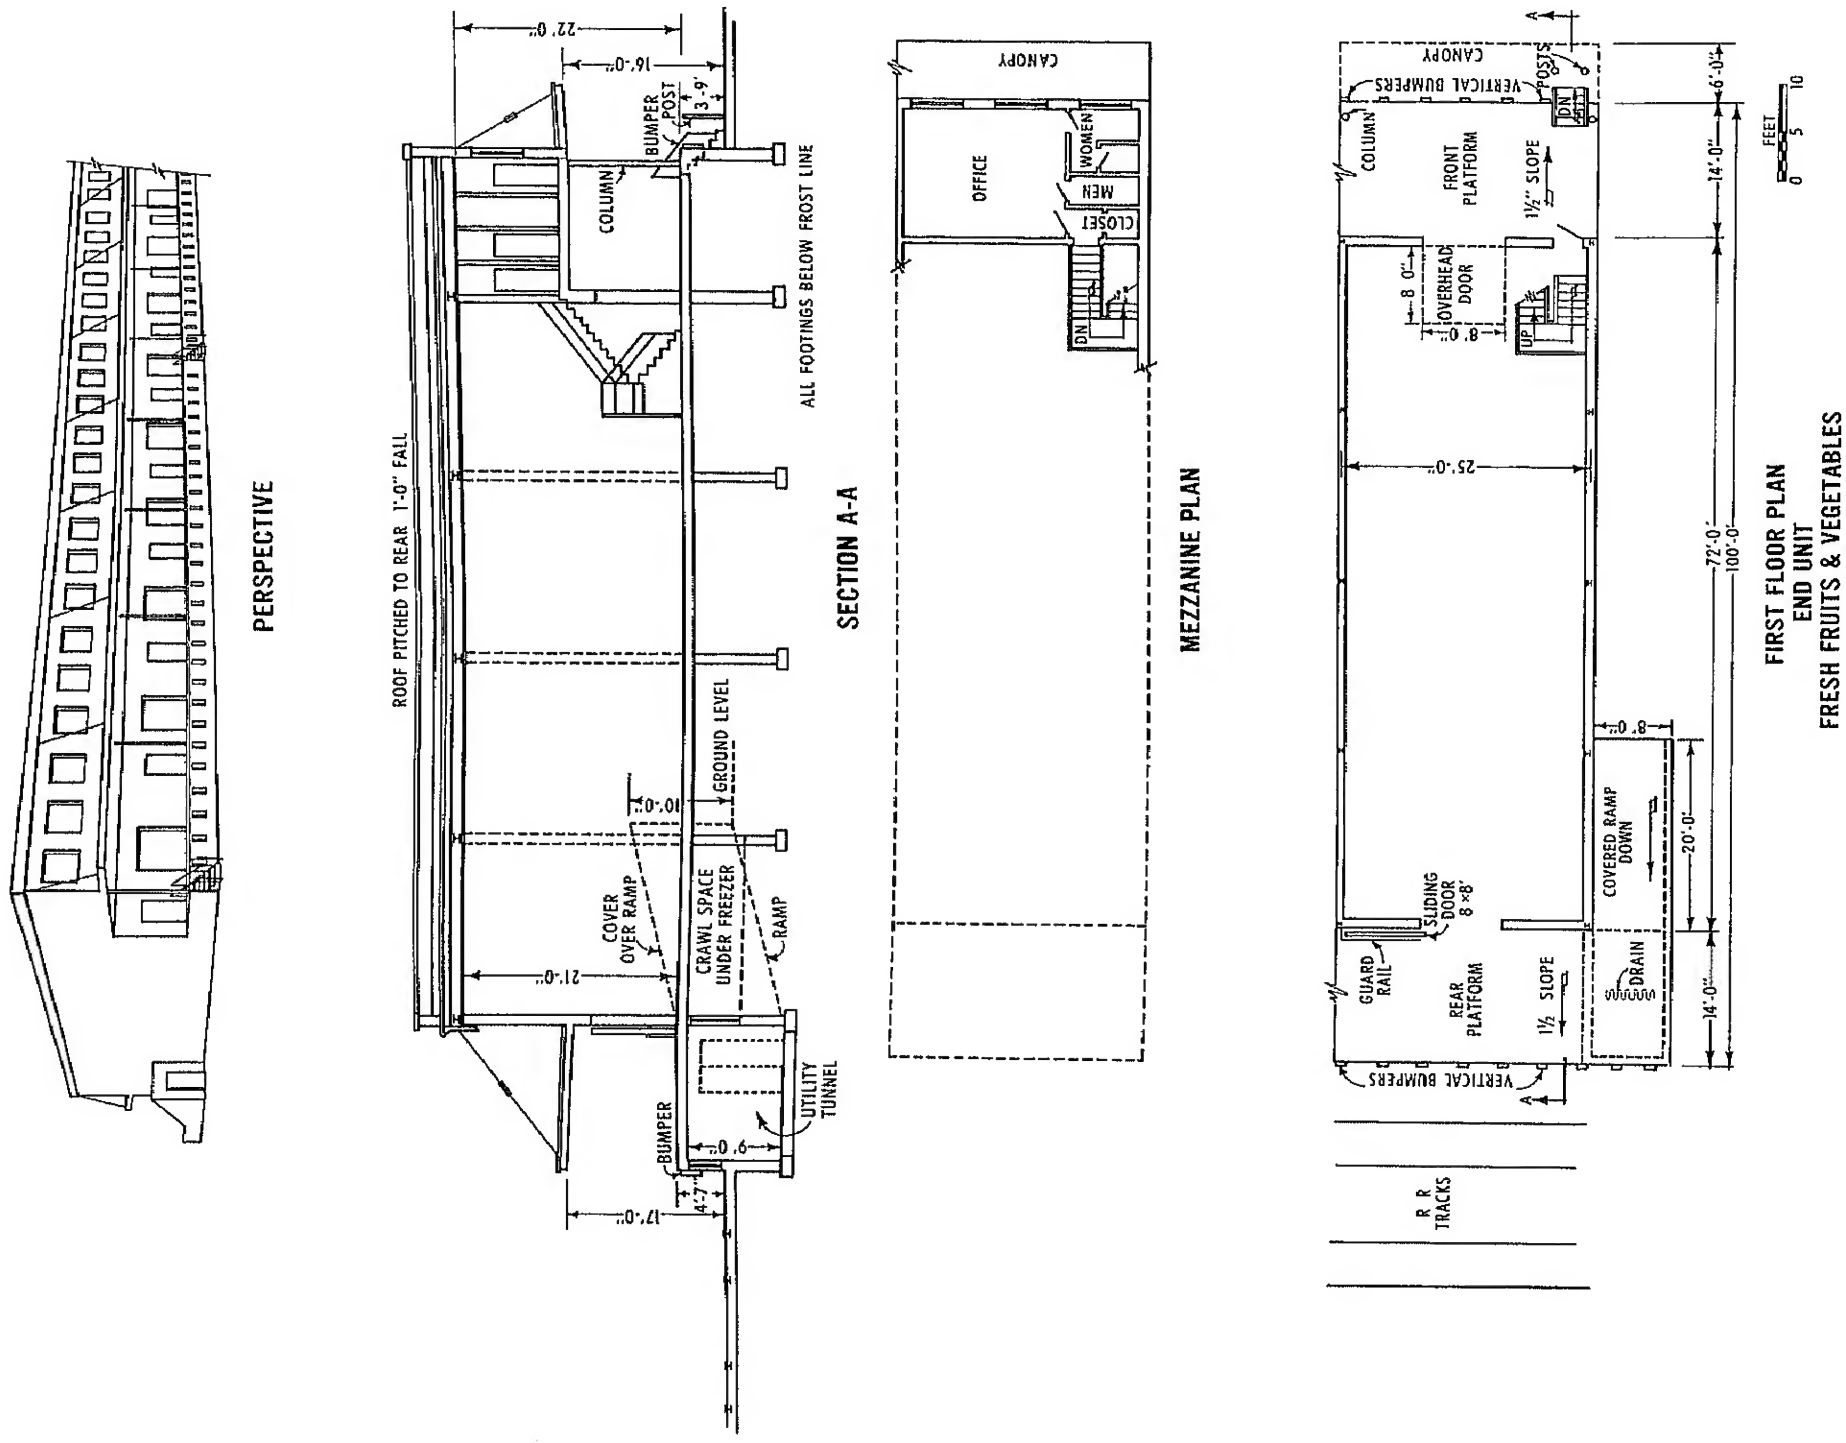 PERSPECTIVE
ROOF PITCHED TO REAR 1'-0" FALL
22'-0"
16'-0"
BUMPER
POST
3'-9'
COLUMN
ALL FOOTINGS BELOW FROST LINE
GROUND LEVEL
10'-0"
COVER
OVER RAMP
CRAWL SPACE
UNDER FREEZER
RAMP
21'-0"
UTILITY
TUNNEL
9'0"
BUMPER
4'-7"
17'-0"
SECTION A-A
CANOPY
OFFICE
WOMEN
MEN
CLOSET
DN
MEZZANINE PLAN
A
CANOPY
POSTS
VERTICAL BUMPERS
DN
COLUMN
FRONT
PLATFORM
1½" SLOPE
6'-0"
14'-0"
8'0"
OVERHEAD
DOOR
8'0"
UP
25'-0"
72'-0"
100'-0"
8'0"
COVERED RAMP
DOWN
20'-0"
SLIDING
DOOR
8×8'
GUARD
RAIL
REAR
PLATFORM
1½ SLOPE
DRAIN
14'-0"
VERTICAL BUMPERS
A
R R
TRACKS
FEET
0 5 10
FIRST FLOOR PLAN
END UNIT
FRESH FRUITS & VEGETABLES